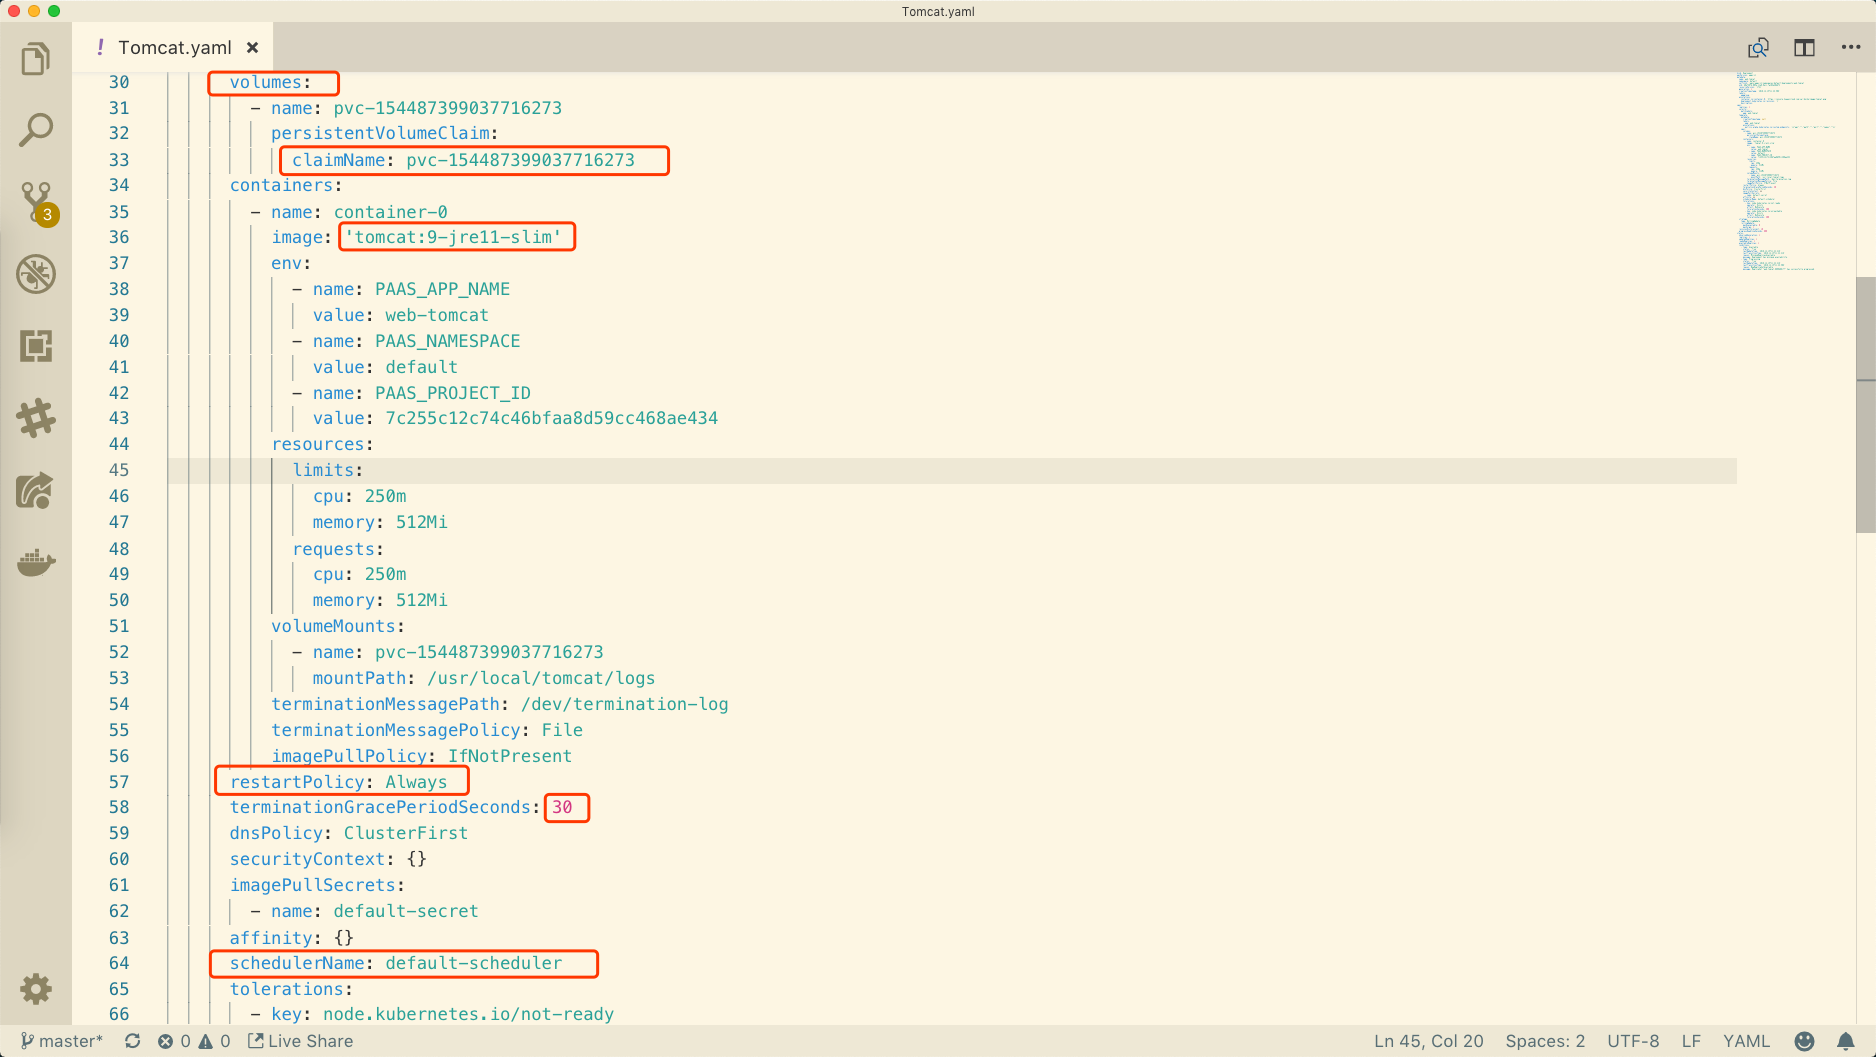 Tomcat.yaml
! Tomcat.yaml ×
30 volumes:
31 - name: pvc-154487399037716273
32 persistentVolumeClaim:
33 claimName: pvc-154487399037716273
34 containers:
35 - name: container-0
36 image: 'tomcat:9-jre11-slim'
37 env:
38 - name: PAAS_APP_NAME
39 value: web-tomcat
40 - name: PAAS_NAMESPACE
41 value: default
42 - name: PAAS_PROJECT_ID
43 value: 7c255c12c74c46bfaa8d59cc468ae434
44 resources:
45 limits:
46 cpu: 250m
47 memory: 512Mi
48 requests:
49 cpu: 250m
50 memory: 512Mi
51 volumeMounts:
52 - name: pvc-154487399037716273
53 mountPath: /usr/local/tomcat/logs
54 terminationMessagePath: /dev/termination-log
55 terminationMessagePolicy: File
56 imagePullPolicy: IfNotPresent
57 restartPolicy: Always
58 terminationGracePeriodSeconds: 30
59 dnsPolicy: ClusterFirst
60 securityContext: {}
61 imagePullSecrets:
62 - name: default-secret
63 affinity: {}
64 schedulerName: default-scheduler
65 tolerations:
66 - key: node.kubernetes.io/not-ready
3
master* 0 0 Live Share Ln 45, Col 20 Spaces: 2 UTF-8 LF YAML